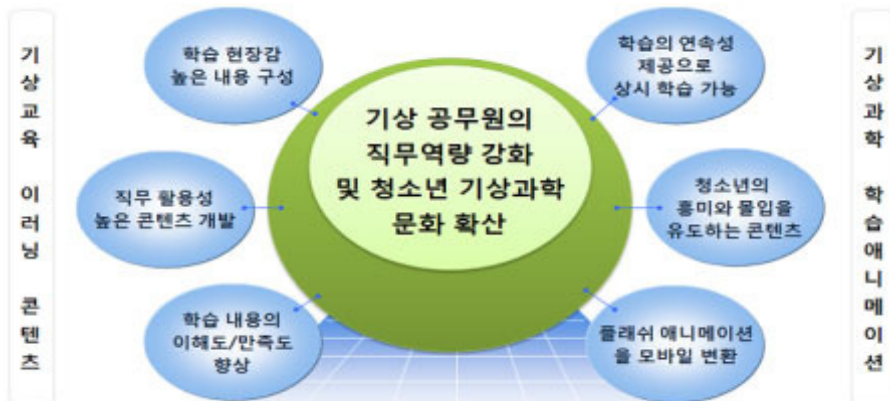 기상교육 이러닝 콘텐츠
학습 현장감
높은 내용 구성
직무 활용성
높은 콘텐츠 개발
학습 내용의
이해도/만족도
향상
기상 공무원의
직무역량 강화
및 청소년 기상과학
문화 확산
학습의 연속성
제공으로
상시 학습 가능
청소년의
흥미와 몰입을
유도하는 콘텐츠
플래쉬 애니메이션
을 모바일 변환
기상과학 학습애니메이션